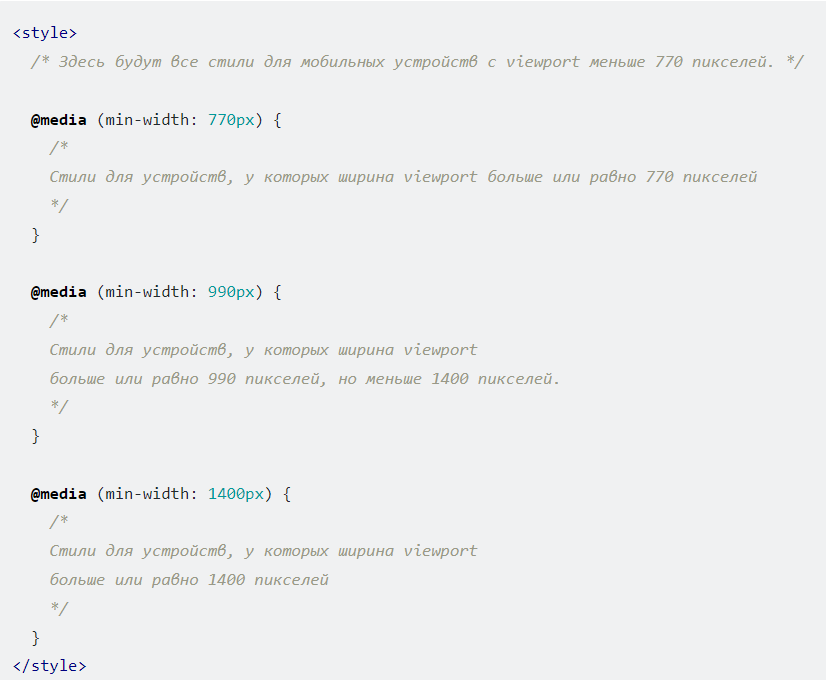 <style>
/* Здесь будут все стили для мобильных устройств с viewport меньше 770 пикселей. */
@media (min-width: 770px) {
/*
Стили для устройств, у которых ширина viewport больше или равно 770 пикселей
*/
}
@media (min-width: 990px) {
/*
Стили для устройств, у которых ширина viewport
больше или равно 990 пикселей, но меньше 1400 пикселей.
*/
}
@media (min-width: 1400px) {
/*
Стили для устройств, у которых ширина viewport
больше или равно 1400 пикселей
*/
}
</style>